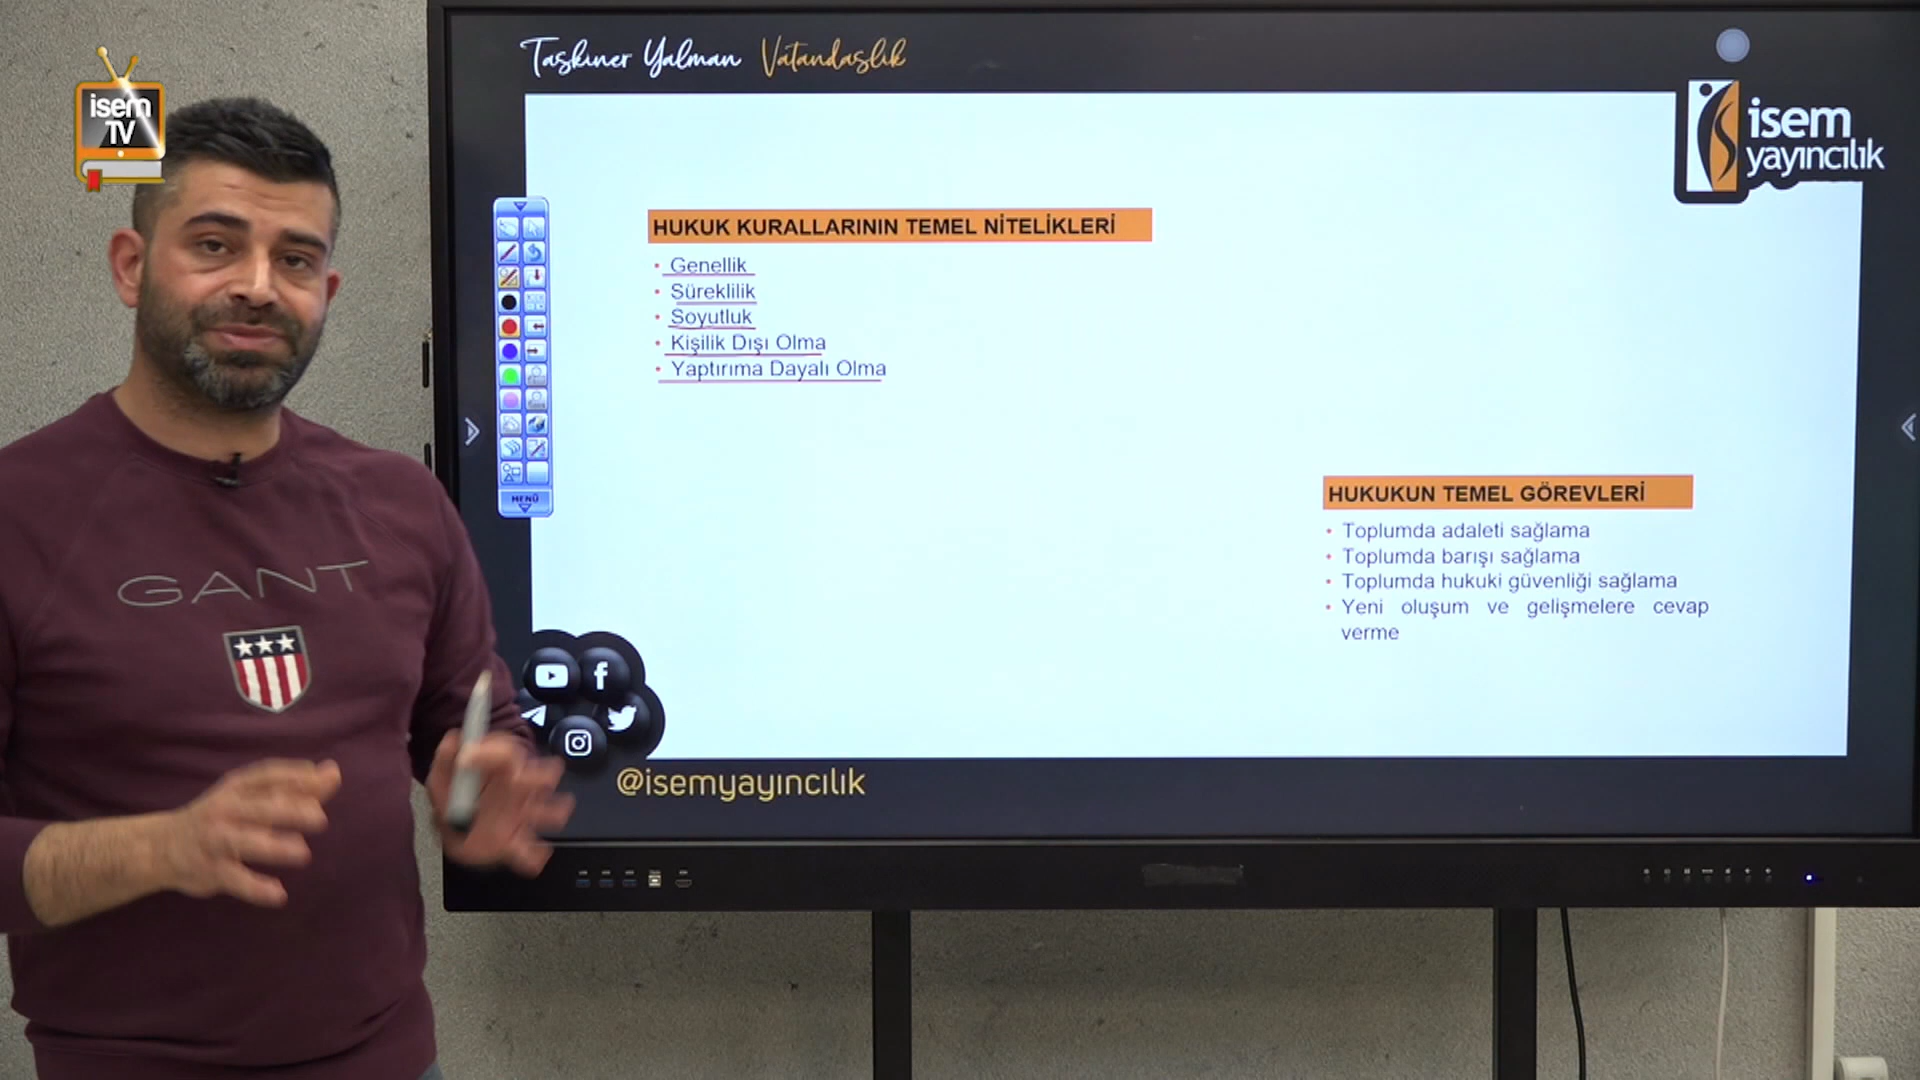 isem
TV
Taşkıner Yalman Vatandaşlık
isem
yayıncılık
HUKUK KURALLARININ TEMEL NİTELİKLERİ
• Genellik
• Süreklilik
• Soyutluk
• Kişilik Dışı Olma
• Yaptırıma Dayalı Olma
MENÜ
HUKUKUN TEMEL GÖREVLERİ
• Toplumda adaleti sağlama
• Toplumda barışı sağlama
• Toplumda hukuki güvenliği sağlama
• Yeni oluşum ve gelişmelere cevap
verme
GANT
@isemyayıncılık